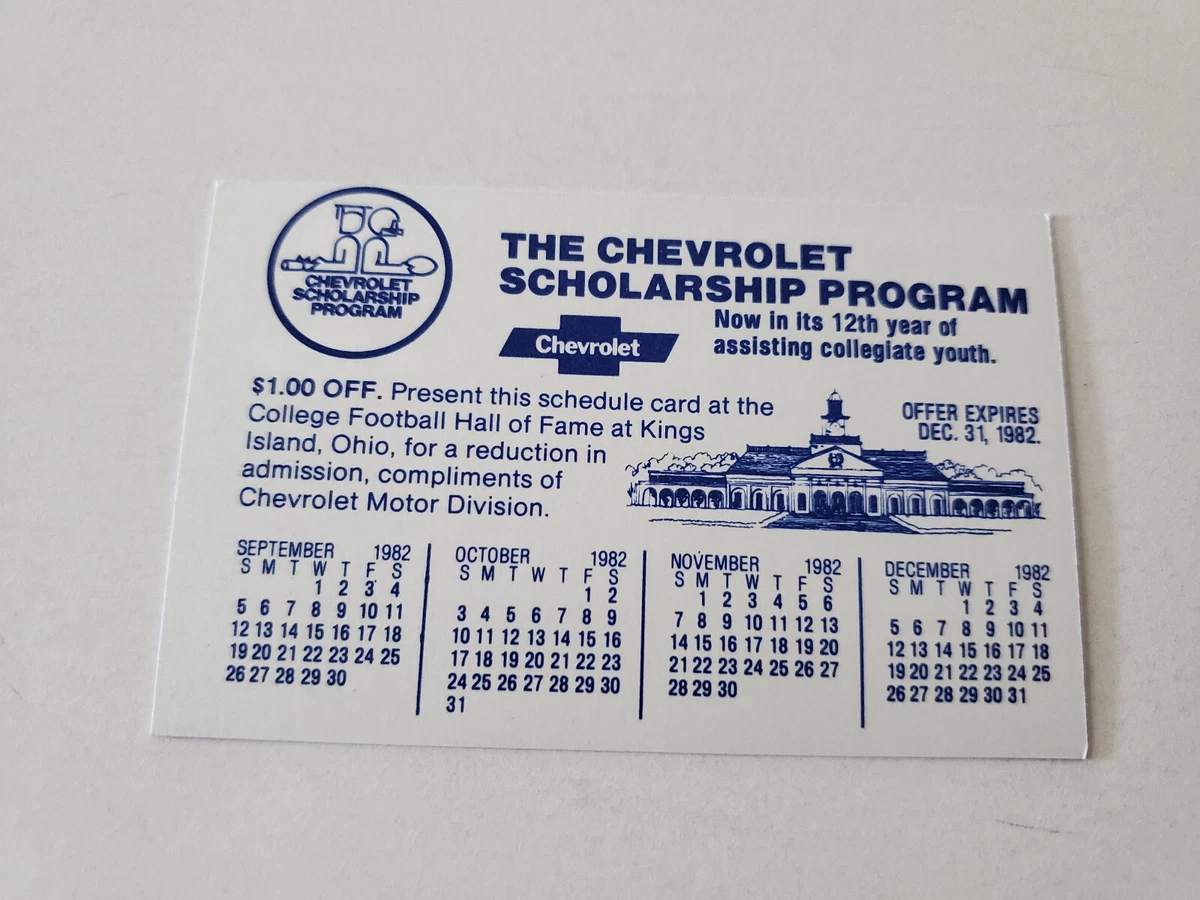 CHEVROLET
SCHOLARSHIP
PROGRAM
THE CHEVROLET
SCHOLARSHIP PROGRAM
Chevrolet
Now in its 12th year of
assisting collegiate youth.
$1.00 OFF. Present this schedule card at the
College Football Hall of Fame at Kings
Island, Ohio, for a reduction in
admission, compliments of
Chevrolet Motor Division.
OFFER EXPIRES
DEC. 31, 1982.
SEPTEMBER 1982
S M T W T F S
1 2 3 4
5 6 7 8 9 10 11
12 13 14 15 16 17 18
19 20 21 22 23 24 25
26 27 28 29 30
OCTOBER 1982
S M T W T F S
1 2
3 4 5 6 7 8 9
10 11 12 13 14 15 16
17 18 19 20 21 22 23
24 25 26 27 28 29 30
31
NOVEMBER 1982
S M T W T F S
1 2 3 4 5 6
7 8 9 10 11 12 13
14 15 16 17 18 19 20
21 22 23 24 25 26 27
28 29 30
DECEMBER 1982
S M T W T F S
1 2 3 4
5 6 7 8 9 10 11
12 13 14 15 16 17 18
19 20 21 22 23 24 25
26 27 28 29 30 31